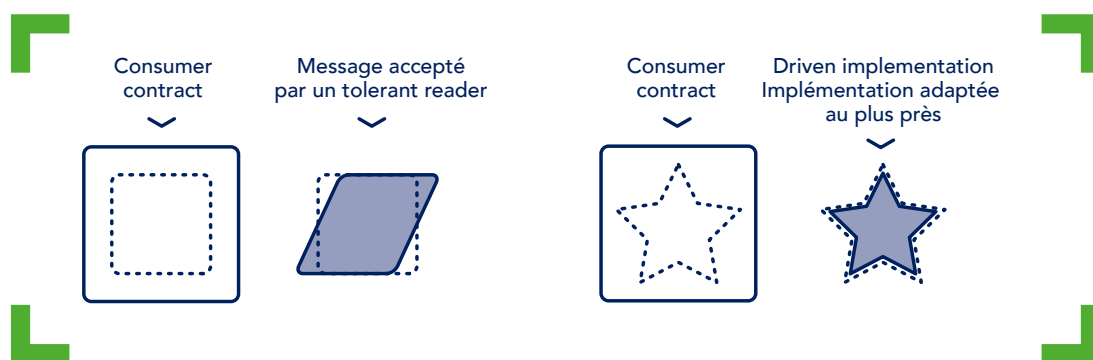 Consumer
contract
Message accepté
par un tolerant reader
Consumer
contract
Driven implementation
Implémentation adaptée
au plus près